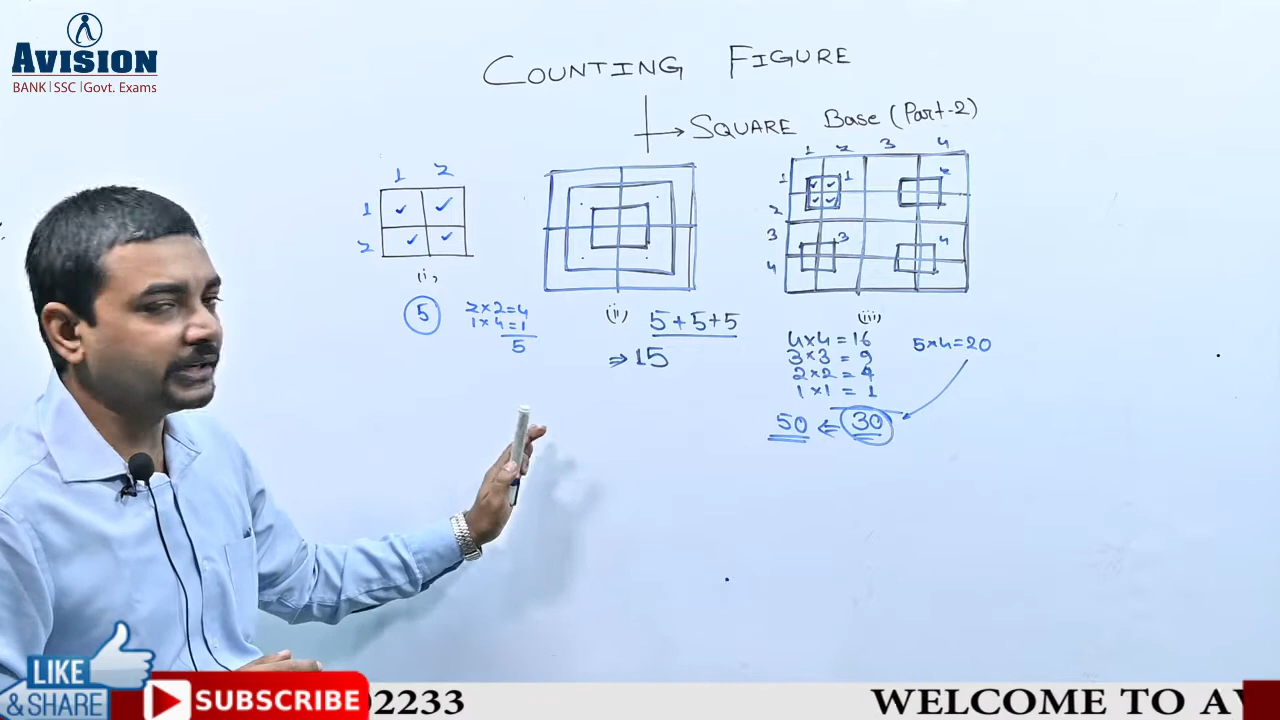 AVISION
BANK | SSC | Govt. Exams
COUNTING FIGURE
SQUARE Base (Part-2)
1 2
1
2
(i)
5
2×2=4
1×4=1
5
(ii)
5+5+5
⇒ 15
1 2 3 4
1
2
3
4
1
2
3
4
(iii)
4×4=16
3×3=9
2×2=4
1×1=1
50 ⇐ 30
5×4=20
LIKE
& SHARE
SUBSCRIBE
02233
WELCOME TO AV